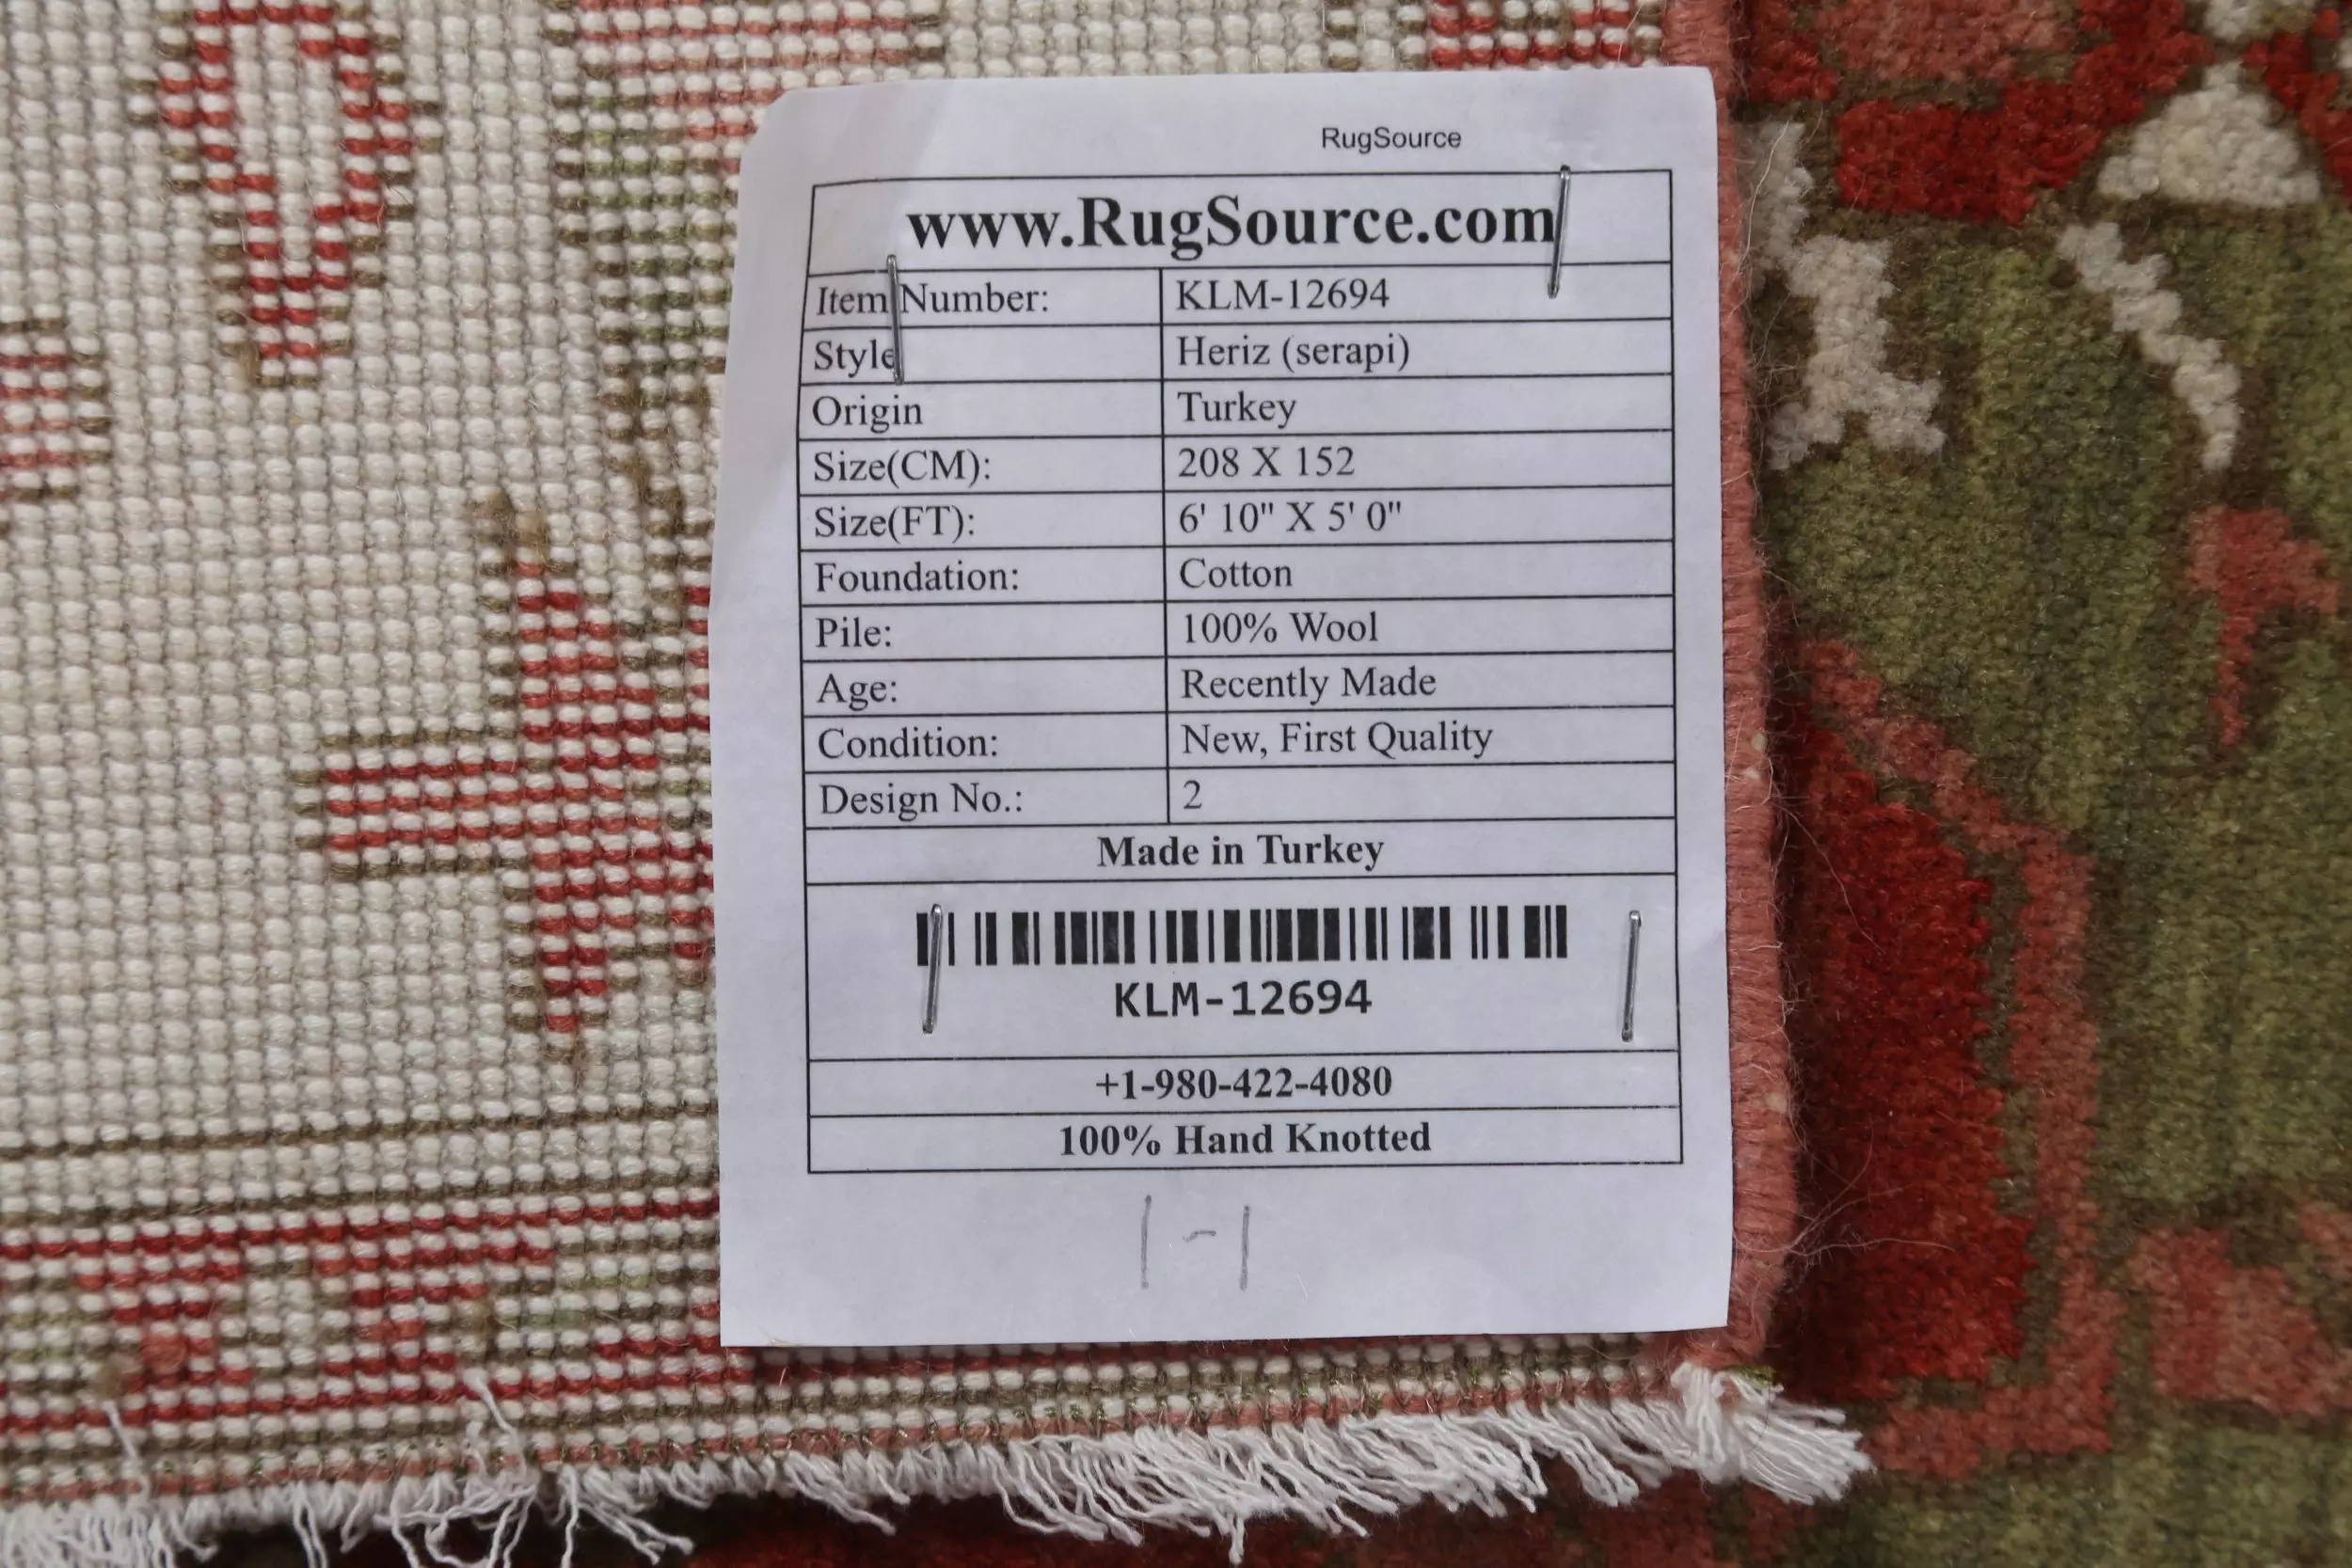 RugSource
www.RugSource.com
Item Number: KLM-12694
Style Heriz (serapi)
Origin Turkey
Size(CM): 208 X 152
Size(FT): 6' 10" X 5' 0"
Foundation: Cotton
Pile: 100% Wool
Age: Recently Made
Condition: New, First Quality
Design No.: 2
Made in Turkey
KLM-12694
+1-980-422-4080
100% Hand Knotted
1-1